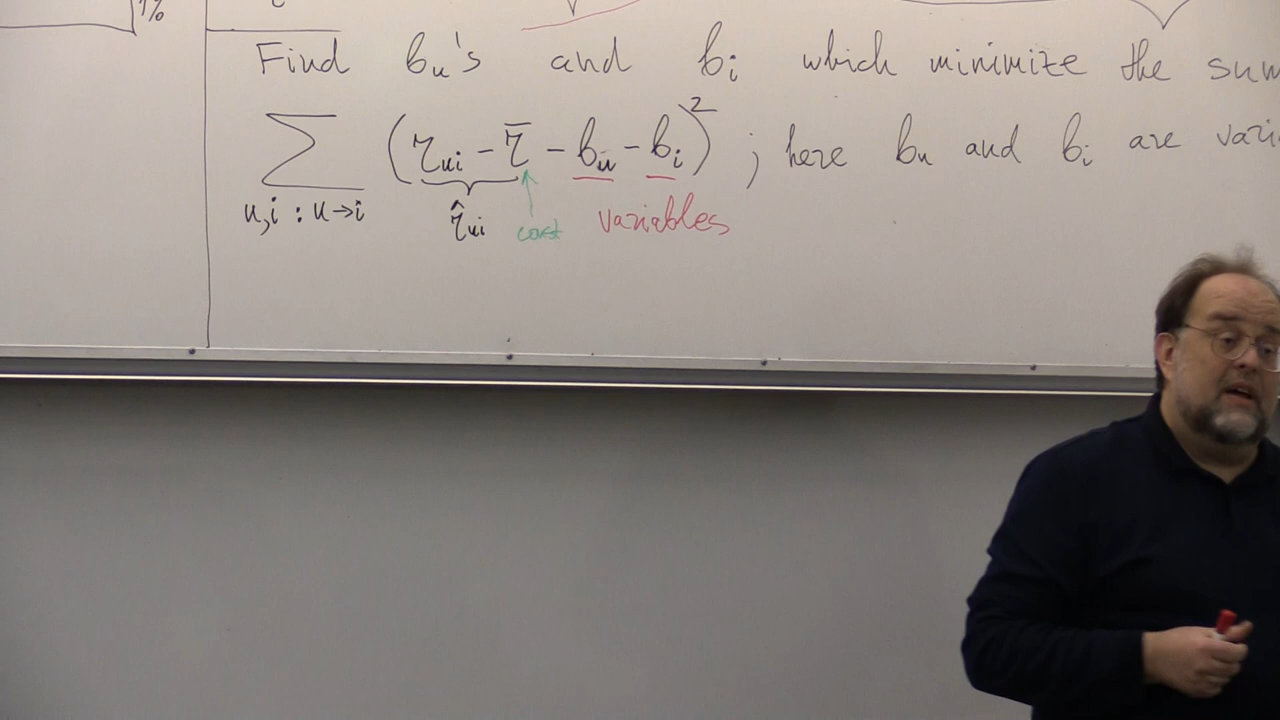 1%
Find bᵤ's and bᵢ which minimize the sum
∑ (rᵤᵢ - r̄ - bᵤ - bᵢ)² ; here bᵤ and bᵢ are vari
u,i : u→i r̂ᵤᵢ const variables